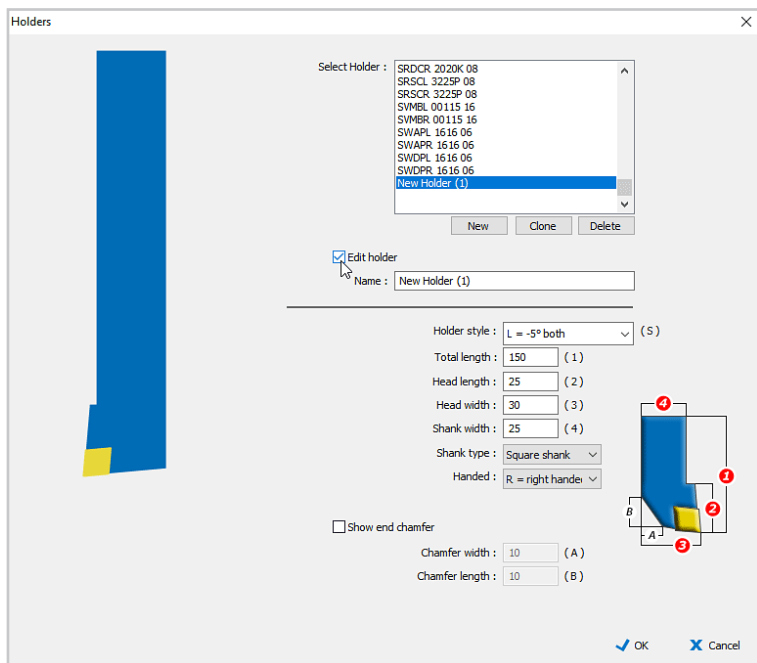 Holders
Select Holder :
SRDCR 2020K 08
SRSCL 3225P 08
SRSCR 3225P 08
SVMBL 00115 16
SVMBR 00115 16
SWAPL 1616 06
SWAPR 1616 06
SWDPL 1616 06
SWDPR 1616 06
New Holder (1)
New Clone Delete
Edit holder
Name : New Holder (1)
Holder style : L = -5° both (S)
Total length : 150 (1)
Head length : 25 (2)
Head width : 30 (3)
Shank width : 25 (4)
Shank type : Square shank
Handed : R = right handed
4
1
2
B
A
3
Show end chamfer
Chamfer width : 10 (A)
Chamfer length : 10 (B)
OK Cancel